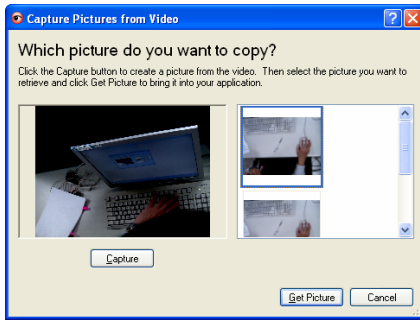 Capture Pictures from Video
Which picture do you want to copy?
Click the Capture button to create a picture from the video. Then select the picture you want to
retrieve and click Get Picture to bring it into your application.
Capture
Get Picture
Cancel